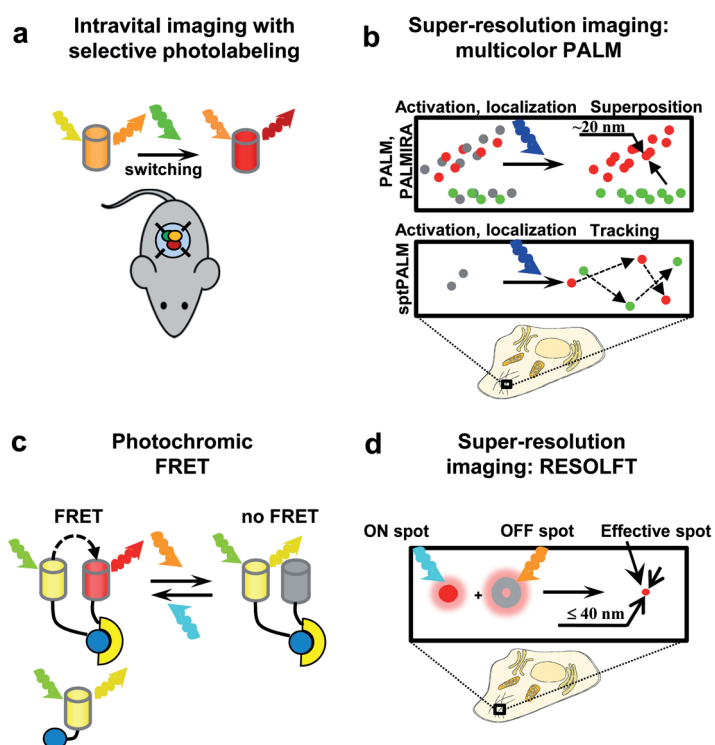 a
Intravital imaging with
selective photolabeling
switching
b
Super-resolution imaging:
multicolor PALM
Activation, localization
Superposition
PALM,
PALMIRA
~20 nm
Activation, localization
Tracking
sptPALM
c
Photochromic
FRET
FRET
no FRET
d
Super-resolution
imaging: RESOLFT
ON spot
OFF spot
Effective spot
+
≤ 40 nm